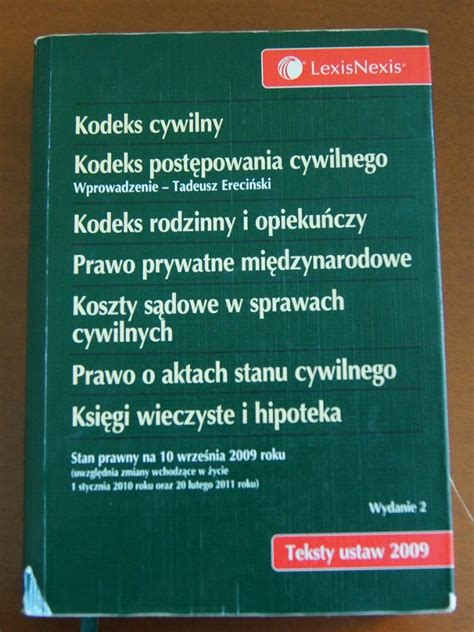 LexisNexis®
Kodeks cywilny
Kodeks postępowania cywilnego
Wprowadzenie – Tadeusz Ereciński
Kodeks rodzinny i opiekuńczy
Prawo prywatne międzynarodowe
Koszty sądowe w sprawach
cywilnych
Prawo o aktach stanu cywilnego
Księgi wieczyste i hipoteka
Stan prawny na 10 września 2009 roku
(uwzględnia zmiany wchodzące w życie
1 stycznia 2010 roku oraz 20 lutego 2011 roku)
Wydanie 2
Teksty ustaw 2009